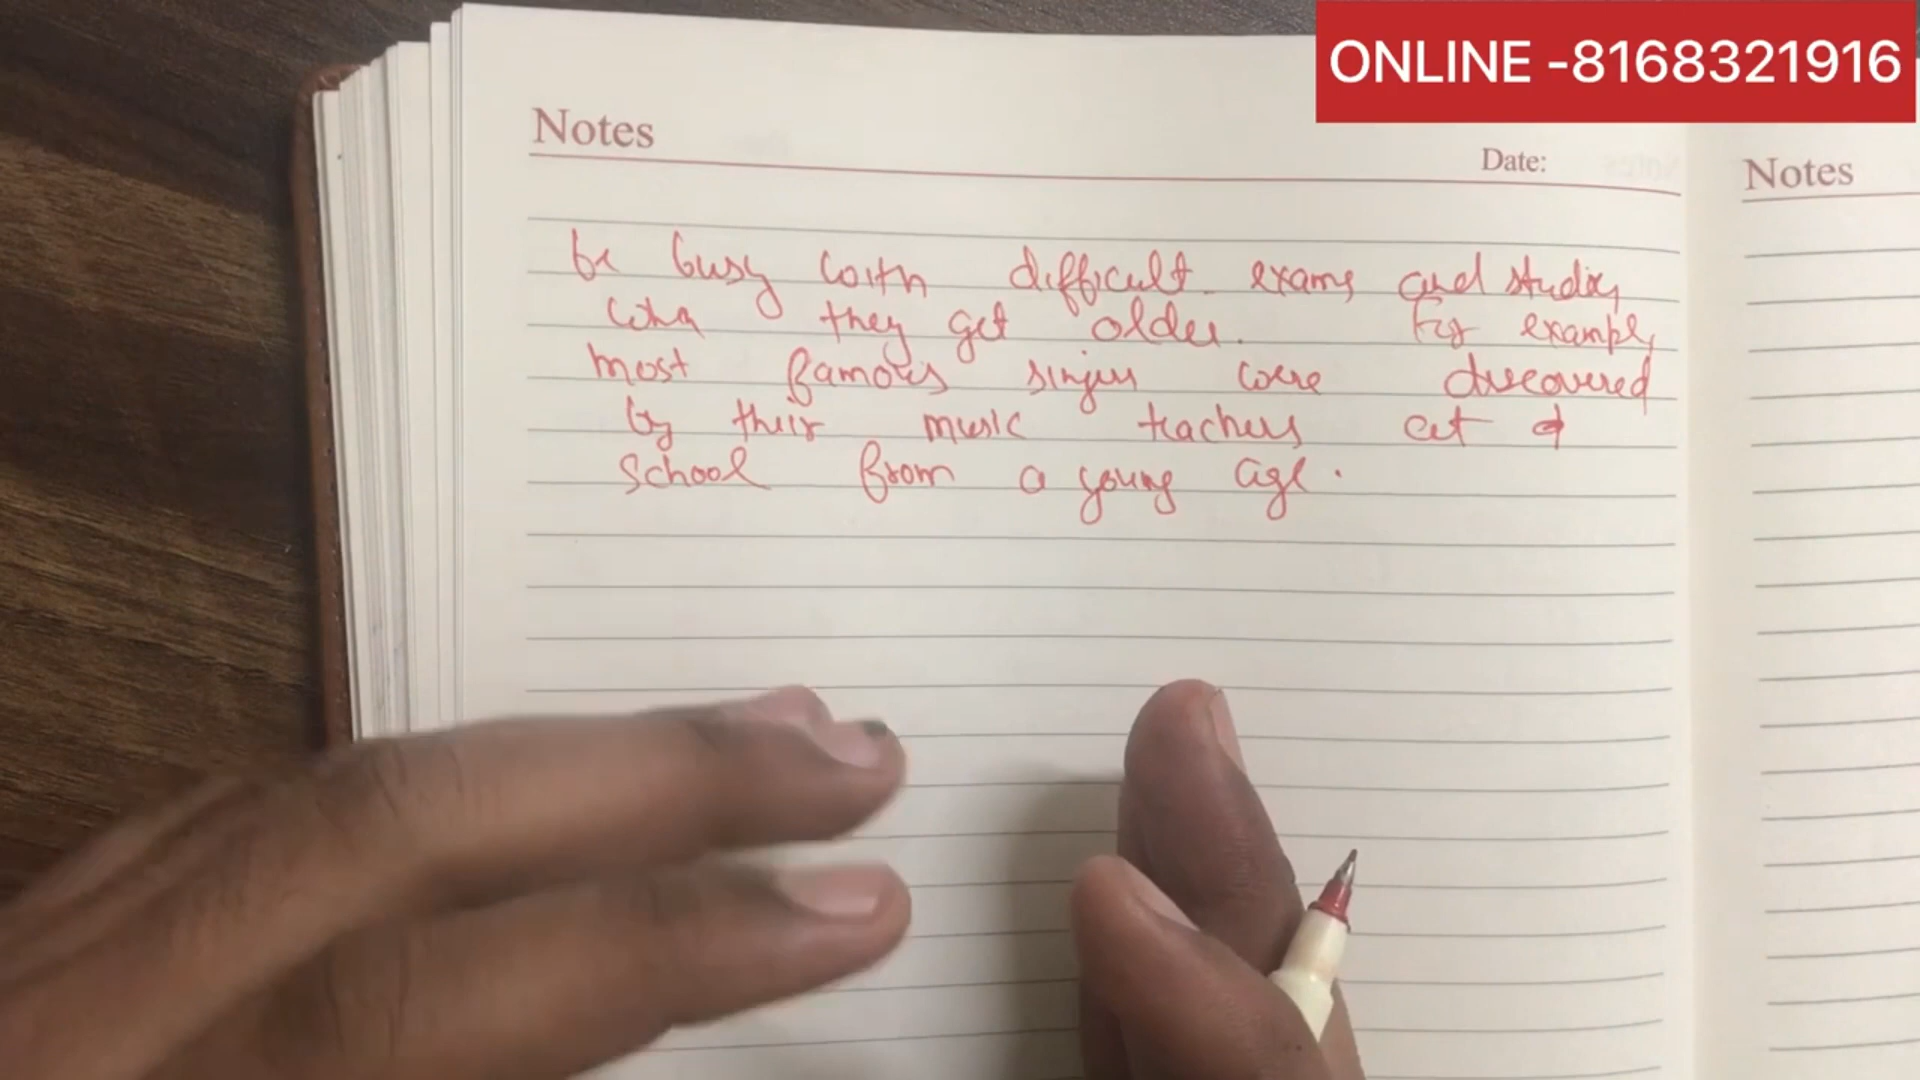 ONLINE -8168321916
Notes
Date:
Notes
be busy with difficult exams and studies
when they get older. For example,
most famous singers were discovered
by their music teachers at
school from a young age.